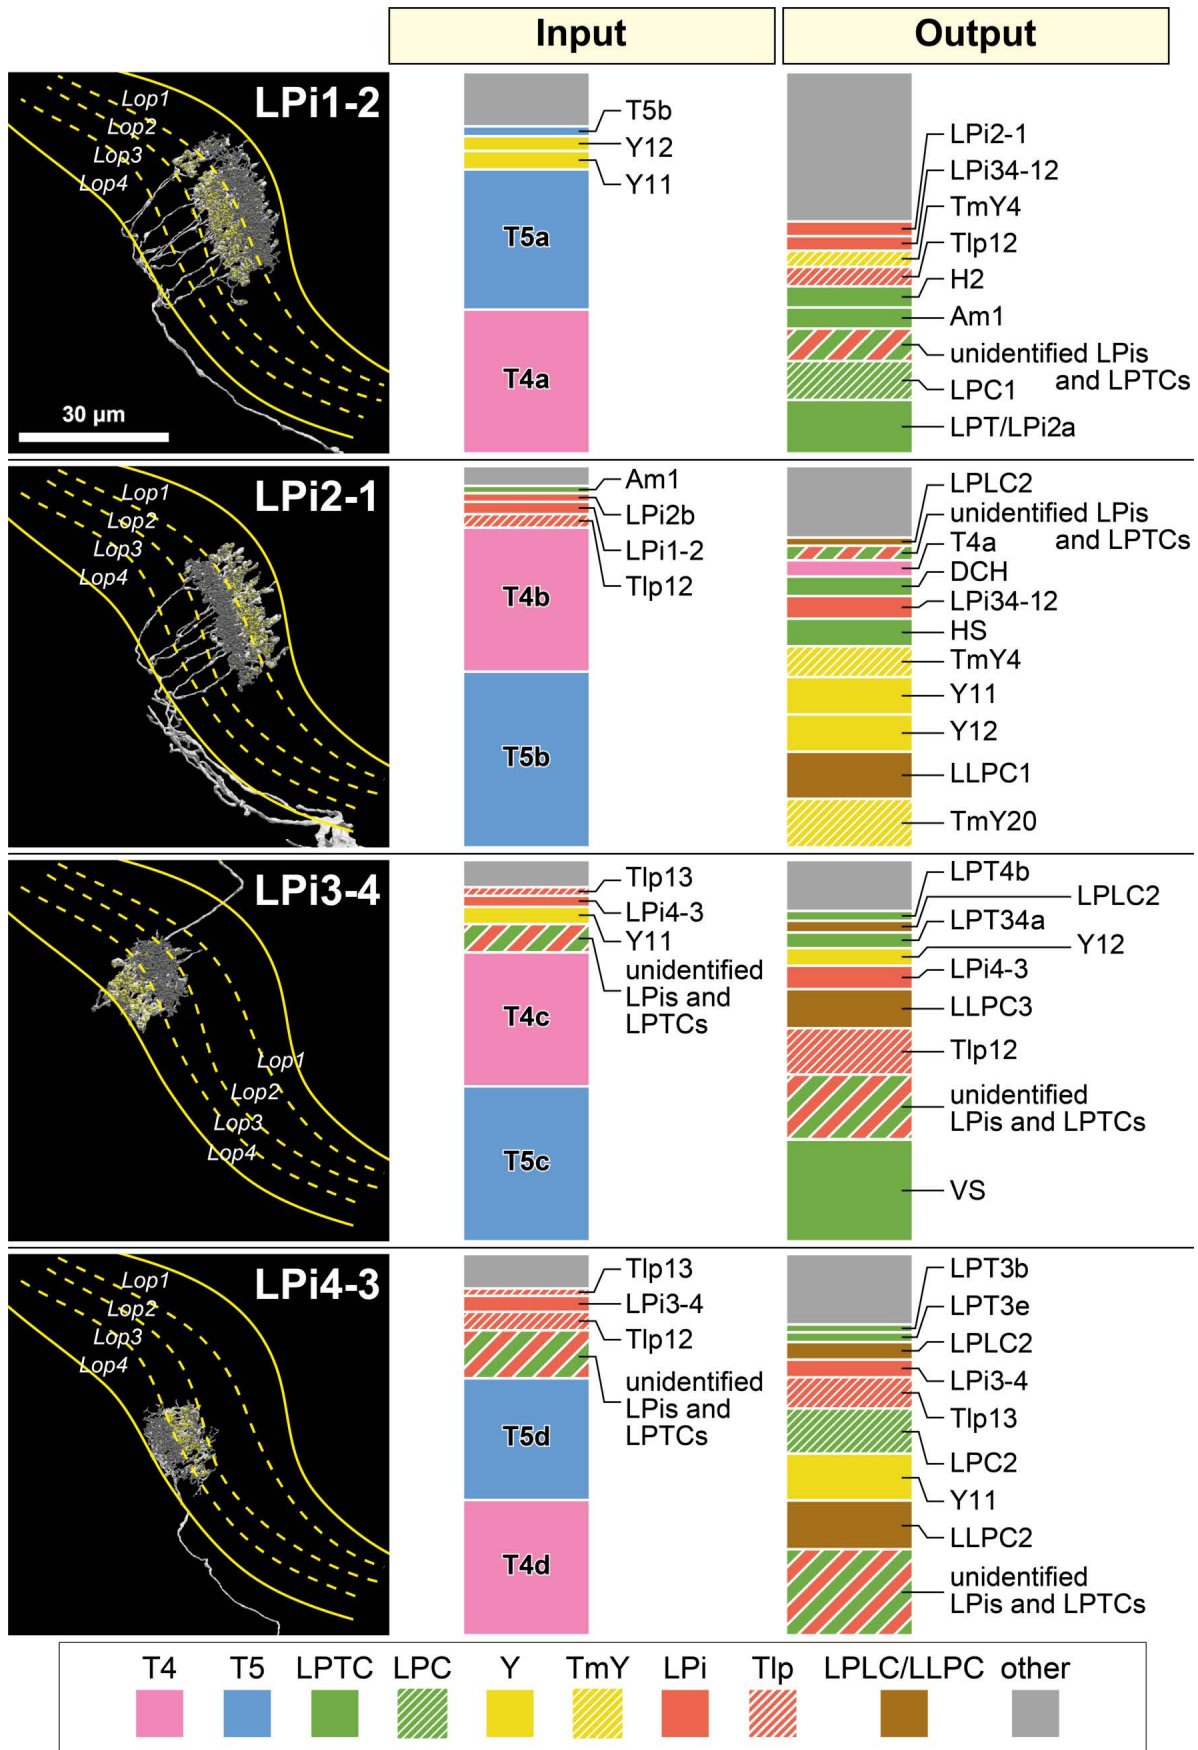 Input
Output
LPi1-2
Lop1
Lop2
Lop3
Lop4
30 µm
T5b
Y12
Y11
T5a
T4a
LPi2-1
LPi34-12
TmY4
Tlp12
H2
Am1
unidentified LPis
and LPTCs
LPC1
LPT/LPi2a
LPi2-1
Lop1
Lop2
Lop3
Lop4
Am1
LPi2b
LPi1-2
Tlp12
T4b
T5b
LPLC2
unidentified LPis
and LPTCs
T4a
DCH
LPi34-12
HS
TmY4
Y11
Y12
LLPC1
TmY20
LPi3-4
Lop1
Lop2
Lop3
Lop4
Tlp13
LPi4-3
Y11
unidentified
LPis and
LPTCs
T4c
T5c
LPT4b
LPLC2
LPT34a
Y12
LPi4-3
LLPC3
Tlp12
unidentified
LPis and LPTCs
VS
LPi4-3
Lop1
Lop2
Lop3
Lop4
Tlp13
LPi3-4
Tlp12
unidentified
LPis and
LPTCs
T5d
T4d
LPT3b
LPT3e
LPLC2
LPi3-4
Tlp13
LPC2
Y11
LLPC2
unidentified
LPis and LPTCs
T4 T5 LPTC LPC Y TmY LPi Tlp LPLC/LLPC other